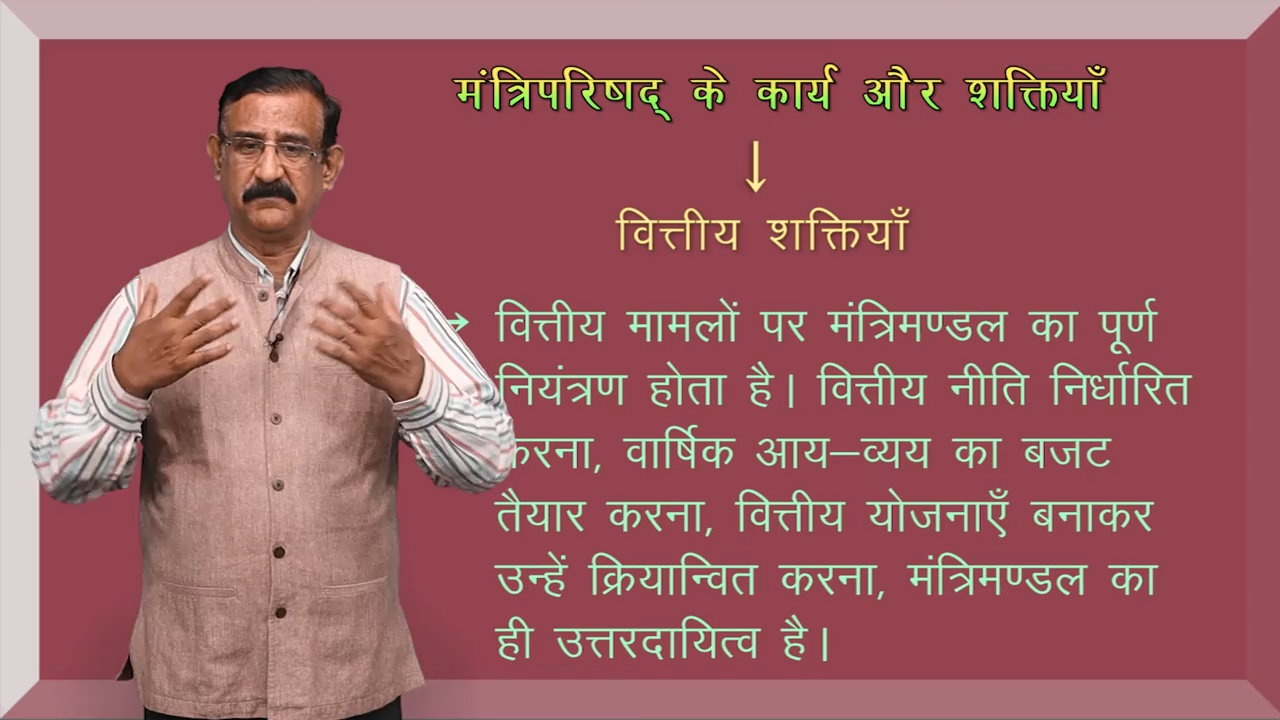 मंत्रिपरिषद् के कार्य और शक्तियाँ
↓
वित्तीय शक्तियाँ
→ वित्तीय मामलों पर मंत्रिमण्डल का पूर्ण
नियंत्रण होता है। वित्तीय नीति निर्धारित
करना, वार्षिक आय–व्यय का बजट
तैयार करना, वित्तीय योजनाएँ बनाकर
उन्हें क्रियान्वित करना, मंत्रिमण्डल का
ही उत्तरदायित्व है।